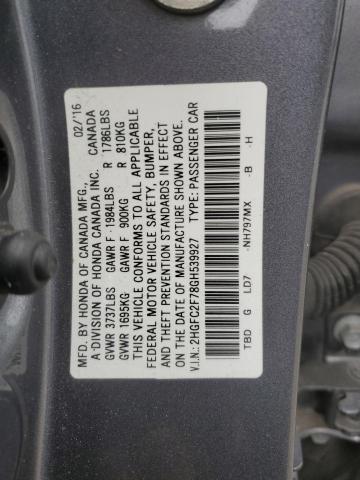 MFD. BY HONDA OF CANADA MFG., 02/'16
A DIVISION OF HONDA CANADA INC. CANADA
GVWR 3737LBS GAWR F 1984LBS R 1786LBS
GVWR 1695KG GAWR F 900KG R 810KG
THIS VEHICLE CONFORMS TO ALL APPLICABLE
FEDERAL MOTOR VEHICLE SAFETY, BUMPER,
AND THEFT PREVENTION STANDARDS IN EFFECT
ON THE DATE OF MANUFACTURE SHOWN ABOVE.
V.I.N.: 2HGFC2F78GH539927 TYPE: PASSENGER CAR
TBD G LD7 -NH797MX -B -H